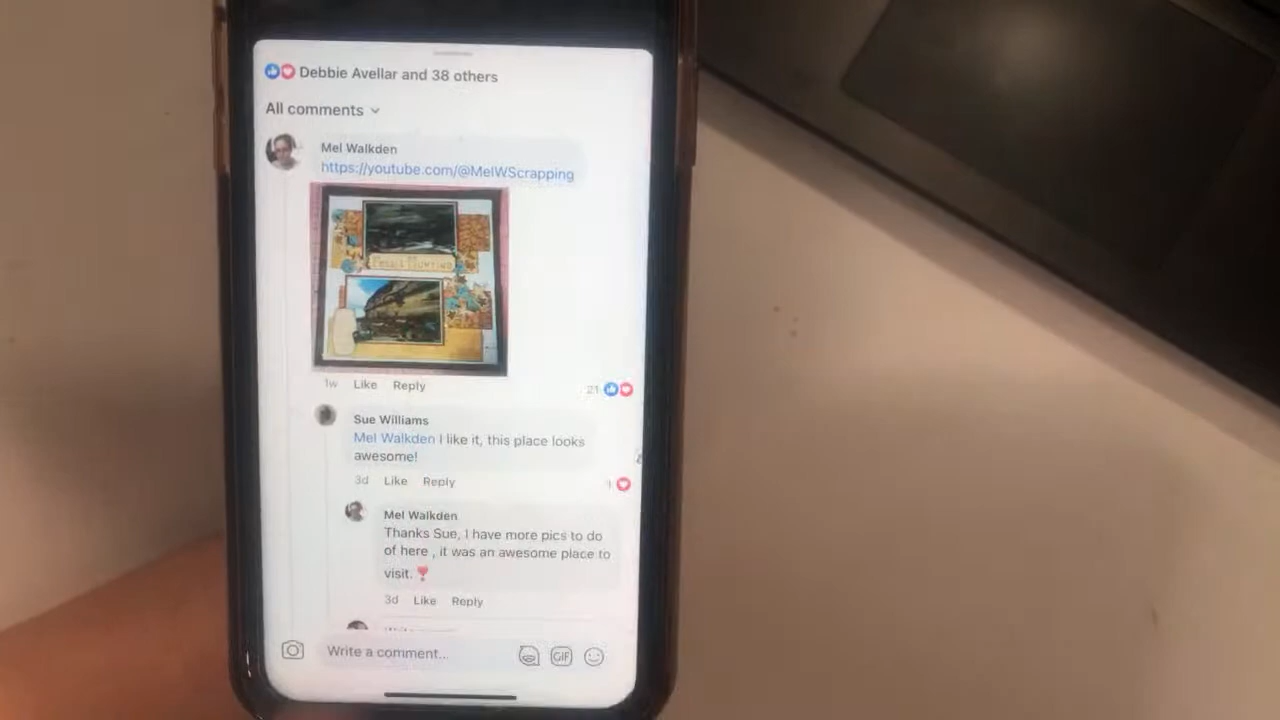 Debbie Avellar and 38 others
All comments
Mel Walkden
https://youtube.com/@MelWScrapping
1w Like Reply 21
Sue Williams
Mel Walkden I like it, this place looks
awesome!
3d Like Reply 1
Mel Walkden
Thanks Sue, I have more pics to do
of here , it was an awesome place to
visit.
3d Like Reply
Write a comment...
GIF